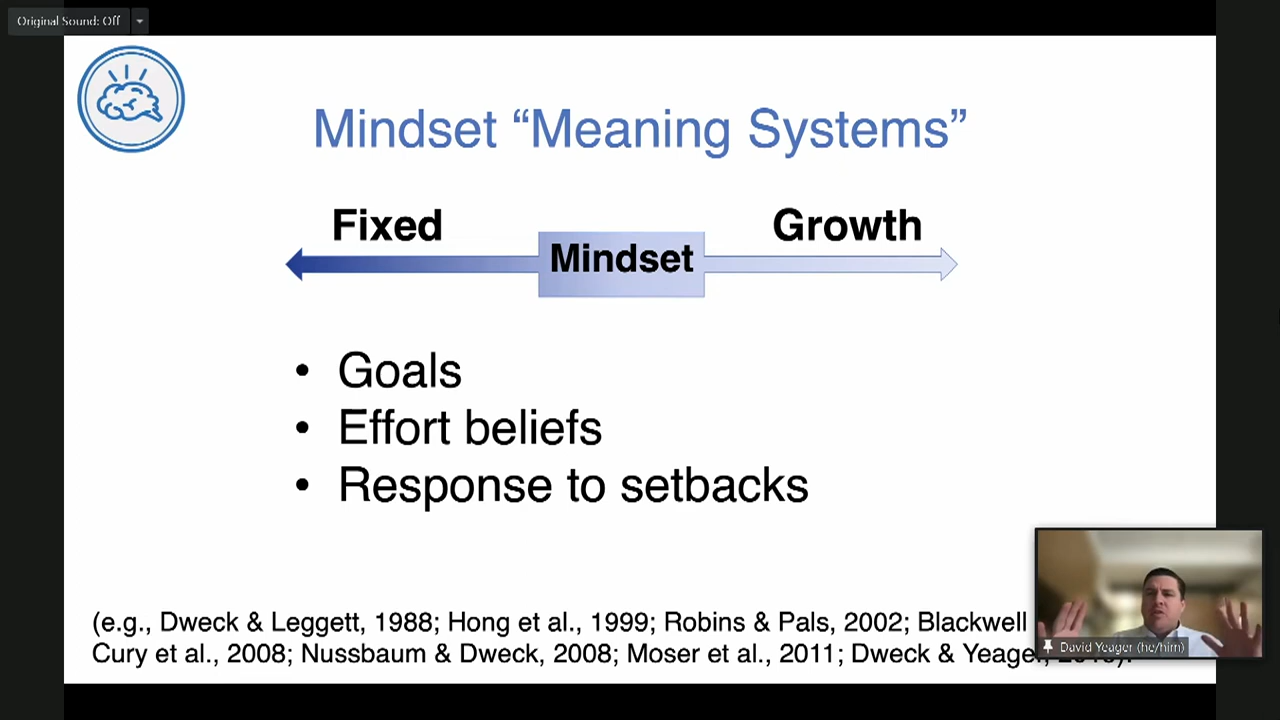 Original Sound: Off
Mindset “Meaning Systems”
Fixed
Growth
Mindset
• Goals
• Effort beliefs
• Response to setbacks
(e.g., Dweck & Leggett, 1988; Hong et al., 1999; Robins & Pals, 2002; Blackwell
Cury et al., 2008; Nussbaum & Dweck, 2008; Moser et al., 2011; Dweck & Yeager,
David Yeager (he/him)